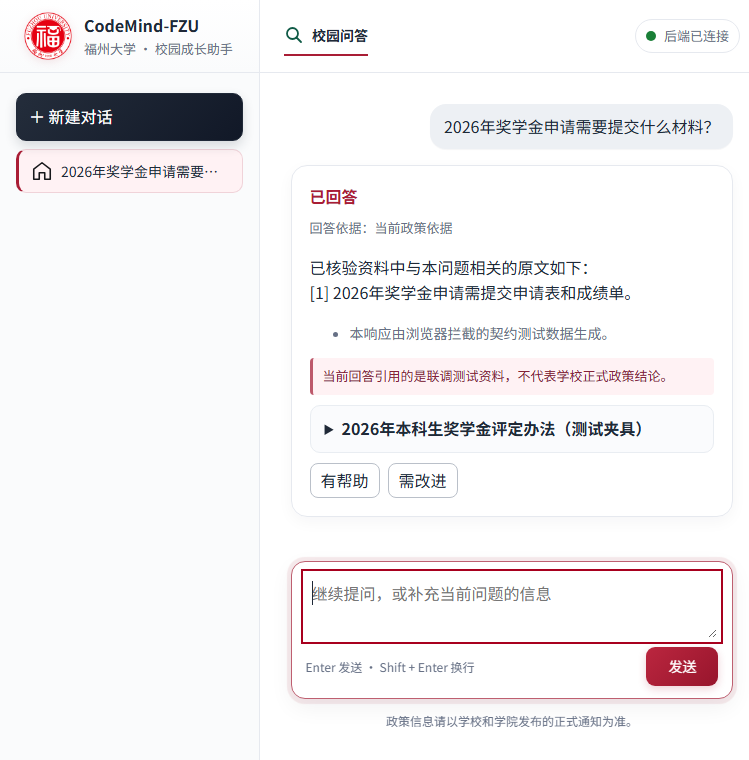 福
CodeMind-FZU
福州大学 · 校园成长助手
校园问答
后端已连接
+ 新建对话
2026年奖学金申请需要…
2026年奖学金申请需要提交什么材料？
已回答
回答依据：当前政策依据
已核验资料中与本问题相关的原文如下：
[1] 2026年奖学金申请需提交申请表和成绩单。
• 本响应由浏览器拦截的契约测试数据生成。
当前回答引用的是联调测试资料，不代表学校正式政策结论。
▶ 2026年本科生奖学金评定办法（测试夹具）
有帮助 需改进
继续提问，或补充当前问题的信息
Enter 发送 · Shift + Enter 换行
发送
政策信息请以学校和学院发布的正式通知为准。